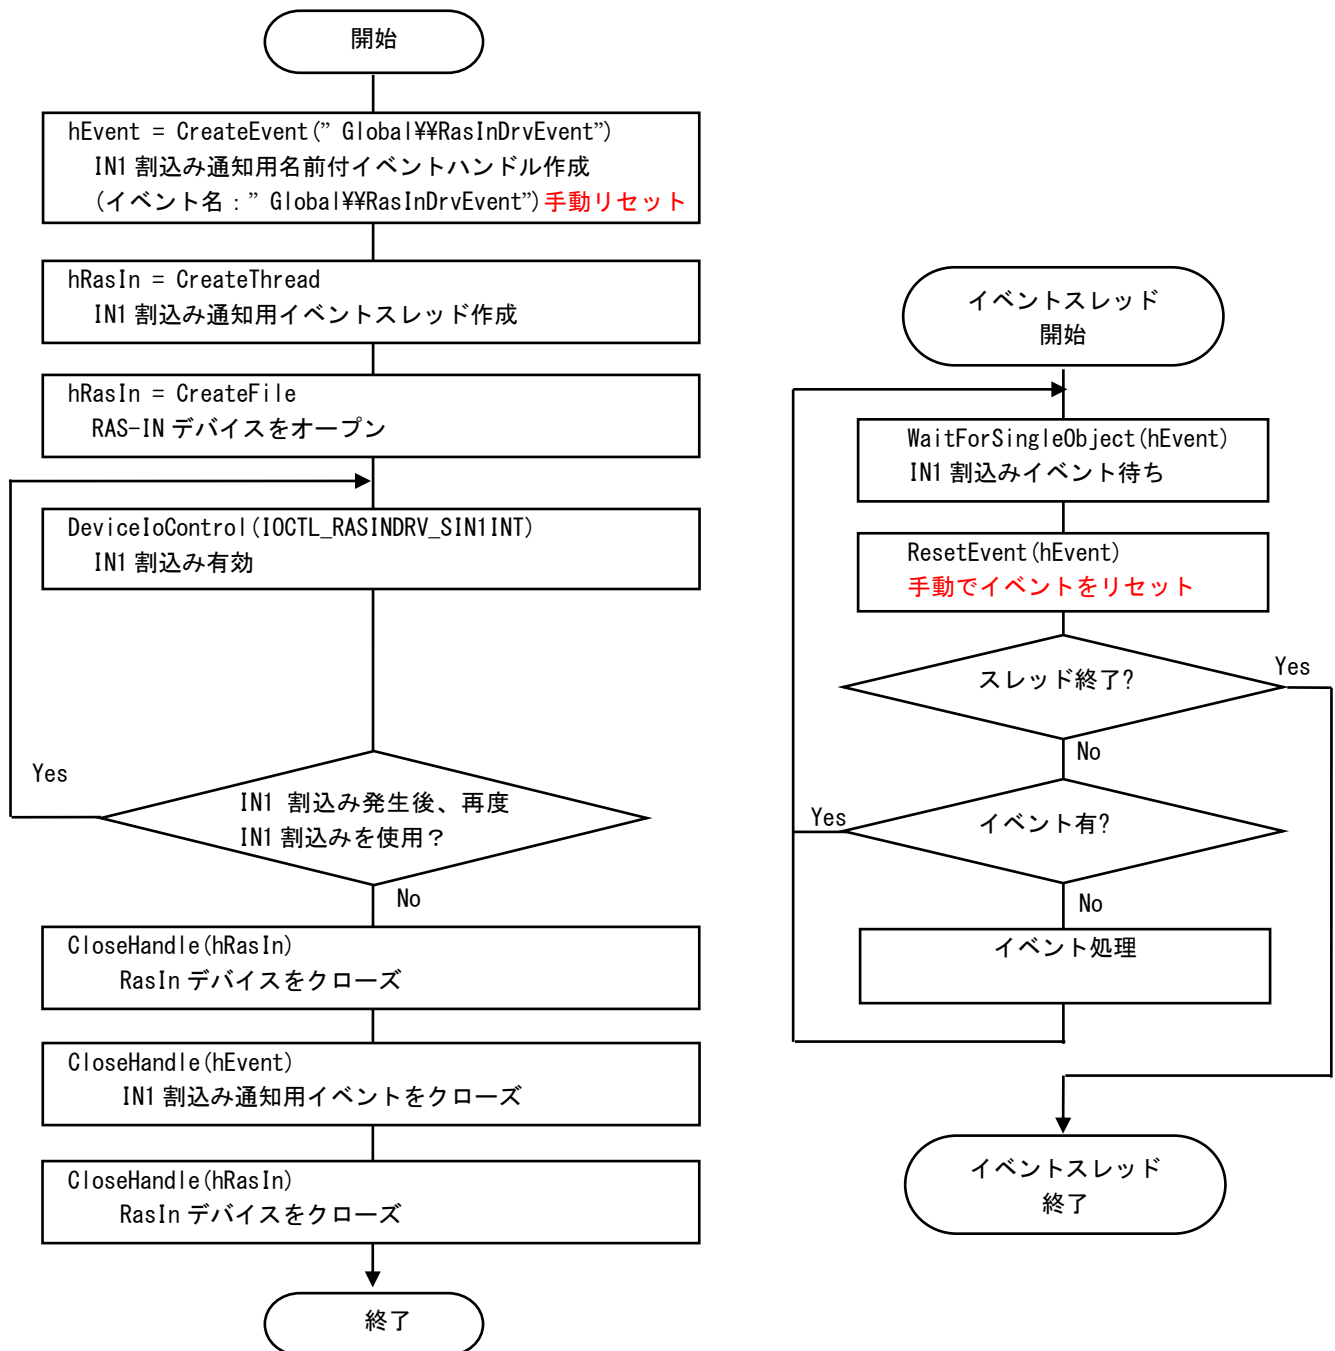 開始
hEvent = CreateEvent(” Global¥¥RasInDrvEvent”)
IN1 割込み通知用名前付イベントハンドル作成
(イベント名：” Global¥¥RasInDrvEvent”)手動リセット
hRasIn = CreateThread
IN1 割込み通知用イベントスレッド作成
hRasIn = CreateFile
RAS-IN デバイスをオープン
DeviceIoControl(IOCTL_RASINDRV_SIN1INT)
IN1 割込み有効
Yes
IN1 割込み発生後、再度
IN1 割込みを使用？
No
CloseHandle(hRasIn)
RasIn デバイスをクローズ
CloseHandle(hEvent)
IN1 割込み通知用イベントをクローズ
CloseHandle(hRasIn)
RasIn デバイスをクローズ
終了
イベントスレッド
開始
WaitForSingleObject(hEvent)
IN1 割込みイベント待ち
ResetEvent(hEvent)
手動でイベントをリセット
スレッド終了?
Yes
No
イベント有?
Yes
No
イベント処理
イベントスレッド
終了